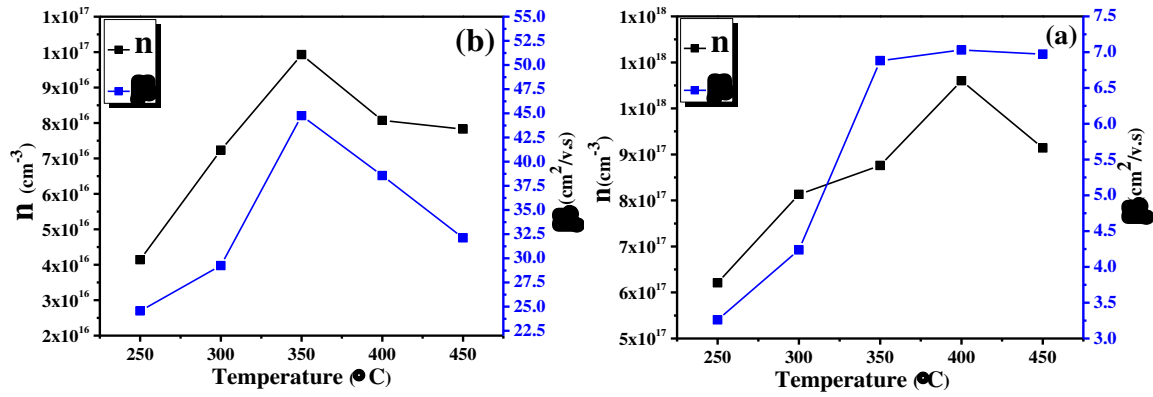 (b)
n
n (cm-3)
1x10^17
1x10^17
9x10^16
8x10^16
7x10^16
6x10^16
5x10^16
4x10^16
3x10^16
2x10^16
55.0
52.5
50.0
47.5
45.0
42.5
40.0
37.5
35.0
32.5
30.0
27.5
25.0
22.5
(cm2/v.s)
250 300 350 400 450
Temperature ( C)
(a)
n
n(cm-3)
1x10^18
1x10^18
1x10^18
9x10^17
8x10^17
7x10^17
6x10^17
5x10^17
7.5
7.0
6.5
6.0
5.5
5.0
4.5
4.0
3.5
3.0
(cm2/v.s)
250 300 350 400 450
Temperature ( C)